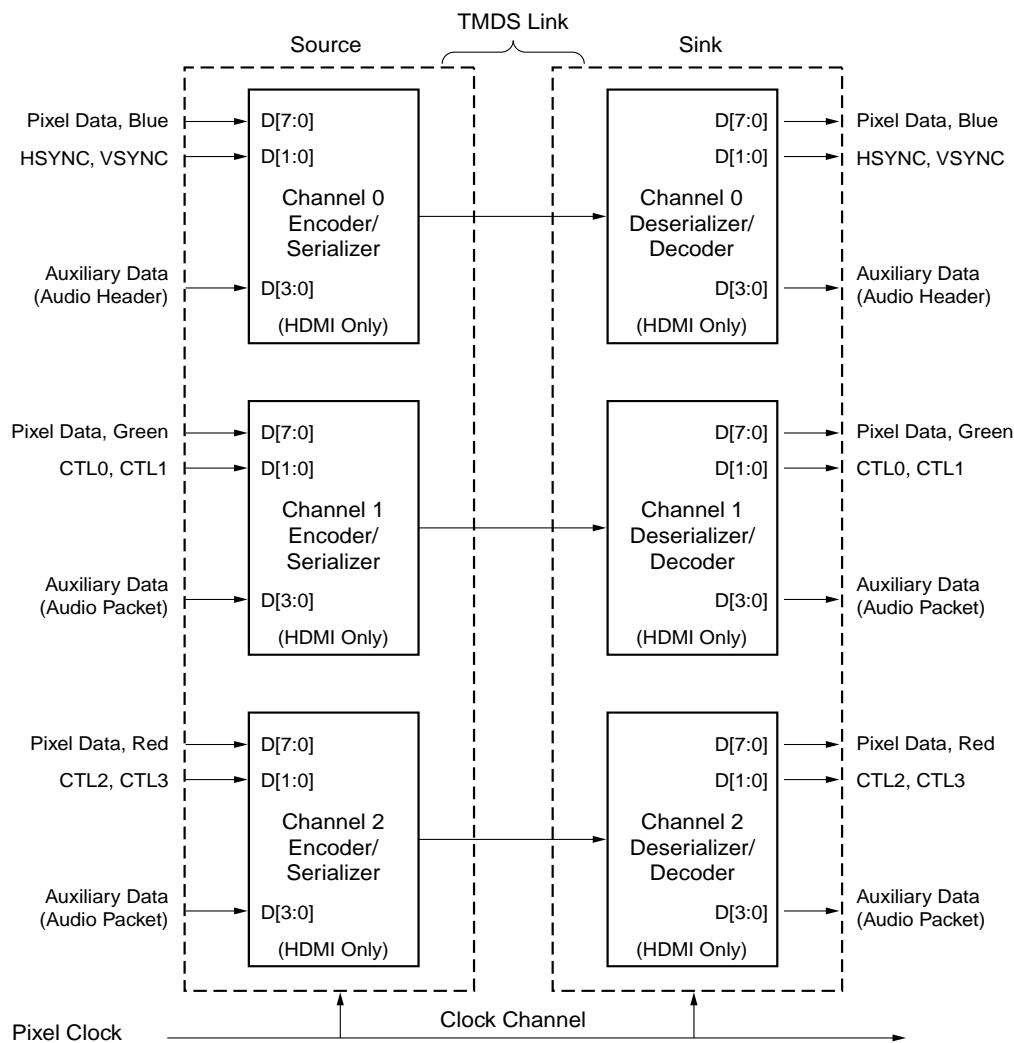 TMDS Link
Source
Sink
Pixel Data, Blue
D[7:0]
D[7:0]
Pixel Data, Blue
HSYNC, VSYNC
D[1:0]
D[1:0]
HSYNC, VSYNC
Channel 0
Encoder/
Serializer
Channel 0
Deserializer/
Decoder
Auxiliary Data
(Audio Header)
D[3:0]
(HDMI Only)
D[3:0]
(HDMI Only)
Auxiliary Data
(Audio Header)
Pixel Data, Green
D[7:0]
D[7:0]
Pixel Data, Green
CTL0, CTL1
D[1:0]
D[1:0]
CTL0, CTL1
Channel 1
Encoder/
Serializer
Channel 1
Deserializer/
Decoder
Auxiliary Data
(Audio Packet)
D[3:0]
(HDMI Only)
D[3:0]
(HDMI Only)
Auxiliary Data
(Audio Packet)
Pixel Data, Red
D[7:0]
D[7:0]
Pixel Data, Red
CTL2, CTL3
D[1:0]
D[1:0]
CTL2, CTL3
Channel 2
Encoder/
Serializer
Channel 2
Deserializer/
Decoder
Auxiliary Data
(Audio Packet)
D[3:0]
(HDMI Only)
D[3:0]
(HDMI Only)
Auxiliary Data
(Audio Packet)
Pixel Clock
Clock Channel